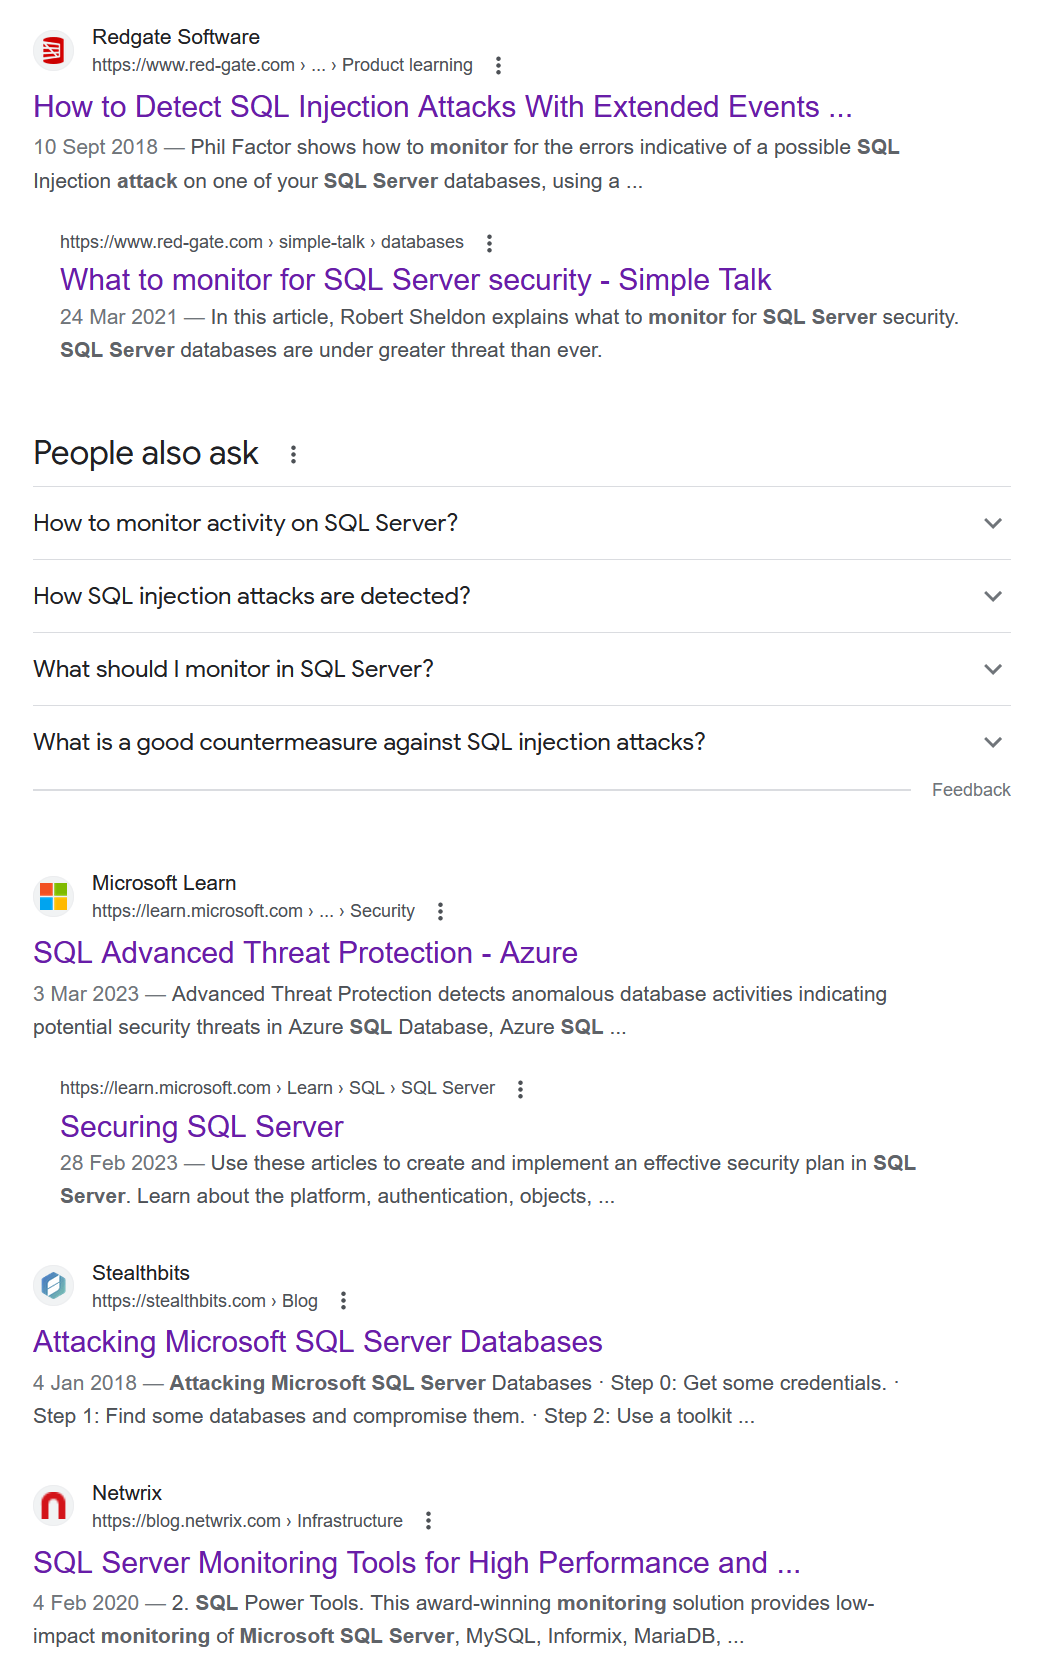 Redgate Software
https://www.red-gate.com › ... › Product learning
How to Detect SQL Injection Attacks With Extended Events ...
10 Sept 2018 — Phil Factor shows how to monitor for the errors indicative of a possible SQL
Injection attack on one of your SQL Server databases, using a ...
https://www.red-gate.com › simple-talk › databases
What to monitor for SQL Server security - Simple Talk
24 Mar 2021 — In this article, Robert Sheldon explains what to monitor for SQL Server security.
SQL Server databases are under greater threat than ever.
People also ask
How to monitor activity on SQL Server?
How SQL injection attacks are detected?
What should I monitor in SQL Server?
What is a good countermeasure against SQL injection attacks?
Feedback
Microsoft Learn
https://learn.microsoft.com › ... › Security
SQL Advanced Threat Protection - Azure
3 Mar 2023 — Advanced Threat Protection detects anomalous database activities indicating
potential security threats in Azure SQL Database, Azure SQL ...
https://learn.microsoft.com › Learn › SQL › SQL Server
Securing SQL Server
28 Feb 2023 — Use these articles to create and implement an effective security plan in SQL
Server. Learn about the platform, authentication, objects, ...
Stealthbits
https://stealthbits.com › Blog
Attacking Microsoft SQL Server Databases
4 Jan 2018 — Attacking Microsoft SQL Server Databases · Step 0: Get some credentials. ·
Step 1: Find some databases and compromise them. · Step 2: Use a toolkit ...
Netwrix
https://blog.netwrix.com › Infrastructure
SQL Server Monitoring Tools for High Performance and ...
4 Feb 2020 — 2. SQL Power Tools. This award-winning monitoring solution provides low-
impact monitoring of Microsoft SQL Server, MySQL, Informix, MariaDB, ...